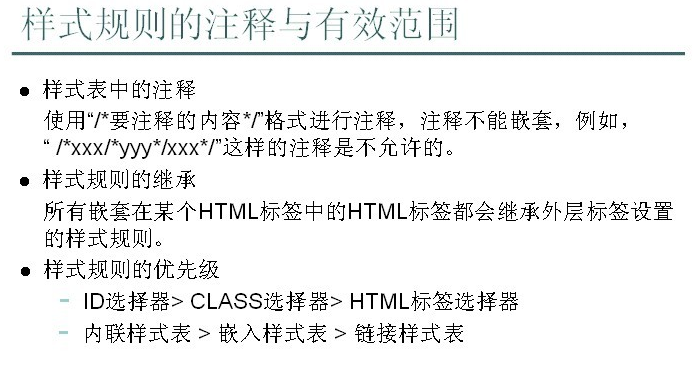 样式规则的注释与有效范围
● 样式表中的注释
使用“/*要注释的内容*/”格式进行注释，注释不能嵌套，例如，
“ /*xxx/*yyy*/xxx*/”这样的注释是不允许的。
● 样式规则的继承
所有嵌套在某个HTML标签中的HTML标签都会继承外层标签设置
的样式规则。
● 样式规则的优先级
– ID选择器> CLASS选择器> HTML标签选择器
– 内联样式表 > 嵌入样式表 > 链接样式表